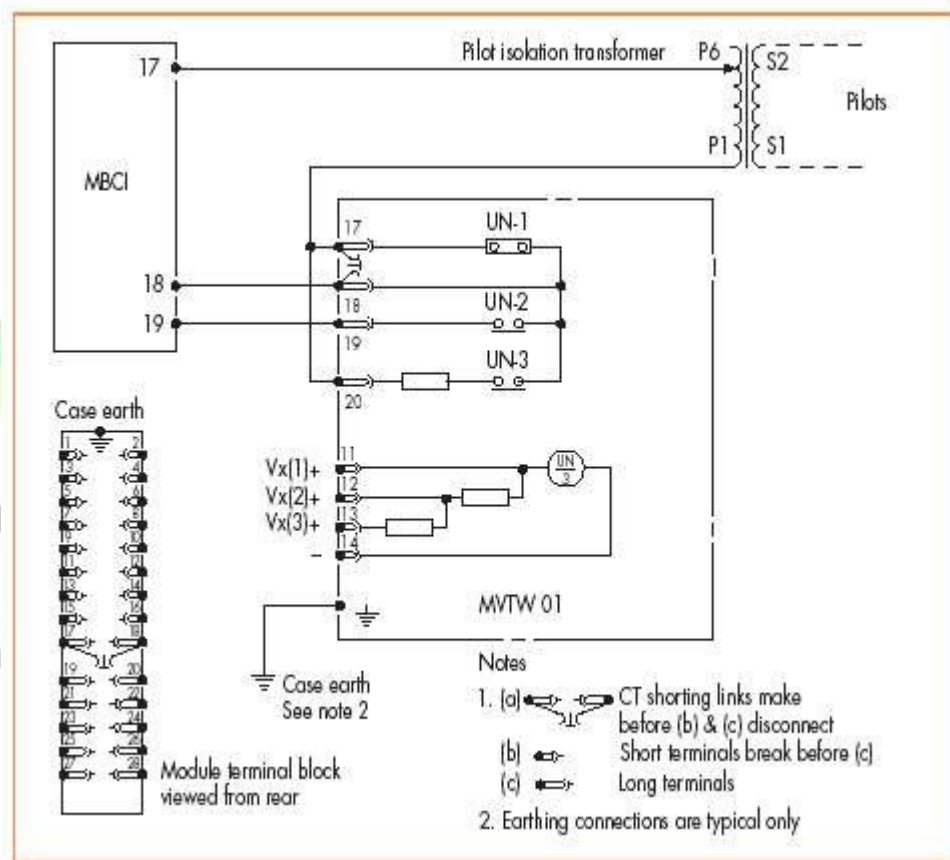 Pilot isolation transformer
P6
S2
Pilots
P1
S1
17
MBCI
18
19
17
UN-1
18
UN-2
19
UN-3
20
Case earth
1 2
3 4
5 6
7 8
9 10
11 12
13 14
15 16
17 18
19 20
21 22
23 24
25 26
27 28
Module terminal block
viewed from rear
Vx(1)+ 11
Vx(2)+ 12
Vx(3)+ 13
– 14
UN
3
MVTW 01
Case earth
See note 2
Notes
1. (a) CT shorting links make
before (b) & (c) disconnect
(b) Short terminals break before (c)
(c) Long terminals
2. Earthing connections are typical only